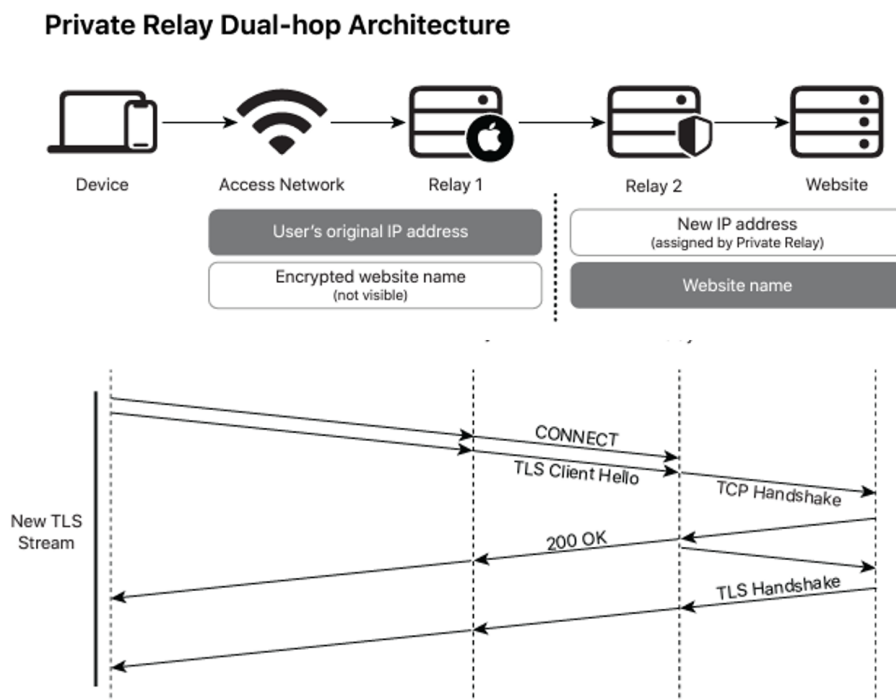 Private Relay Dual-hop Architecture
Device
Access Network
Relay 1
Relay 2
Website
User's original IP address
Encrypted website name
(not visible)
New IP address
(assigned by Private Relay)
Website name
CONNECT
TLS Client Hello
TCP Handshake
New TLS
Stream
200 OK
TLS Handshake